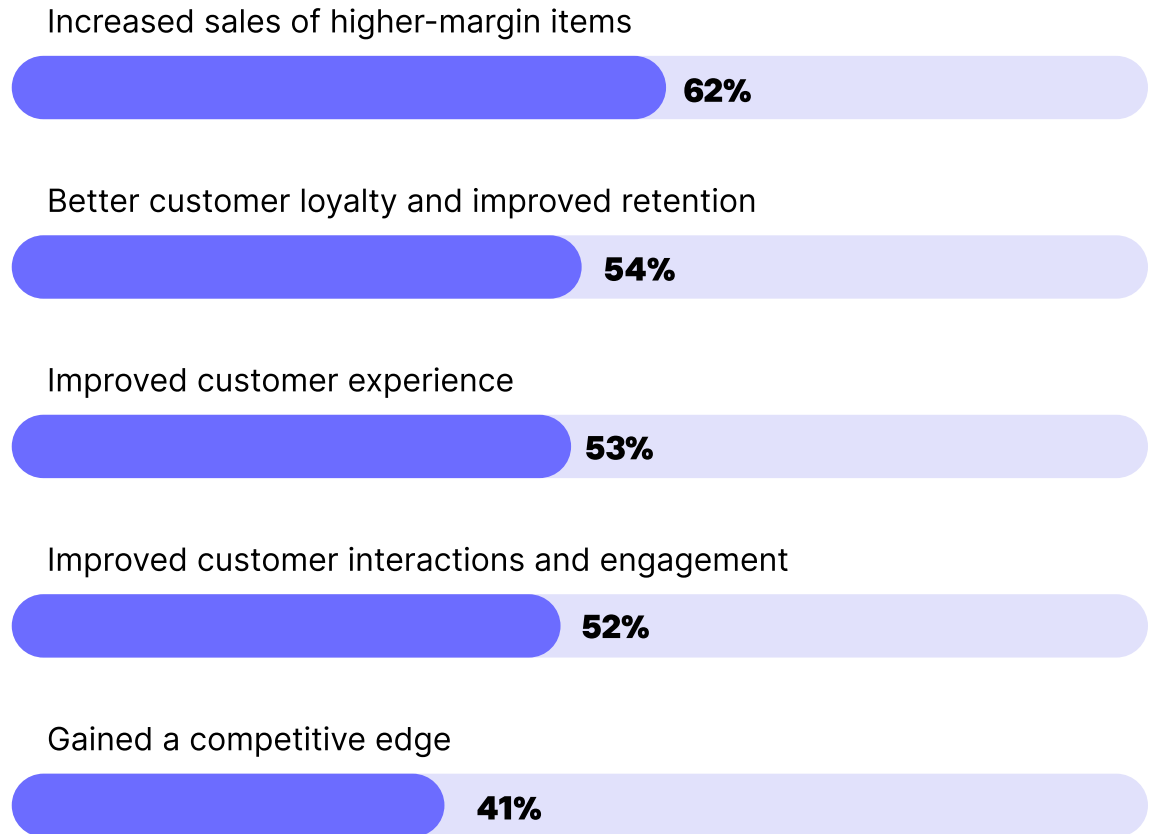 Increased sales of higher-margin items
62%
Better customer loyalty and improved retention
54%
Improved customer experience
53%
Improved customer interactions and engagement
52%
Gained a competitive edge
41%